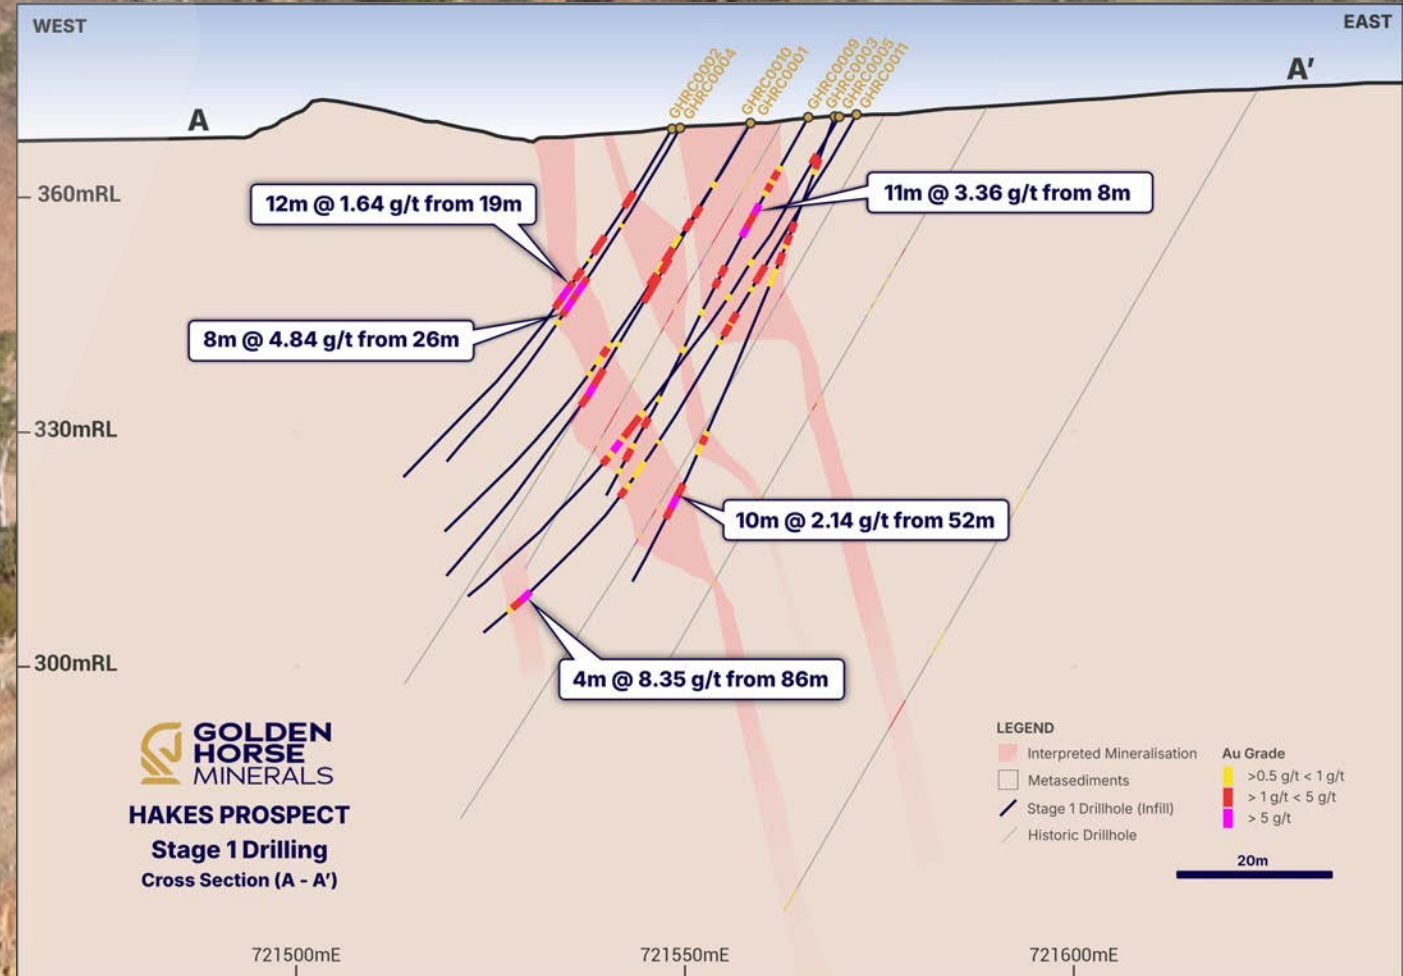 WEST
EAST
A
A'
GHRC0002
GHRC0004
GHRC0010
GHRC0001
GHRC0009
GHRC0003
GHRC0005
GHRC0011
360mRL
12m @ 1.64 g/t from 19m
11m @ 3.36 g/t from 8m
8m @ 4.84 g/t from 26m
330mRL
10m @ 2.14 g/t from 52m
300mRL
4m @ 8.35 g/t from 86m
GOLDEN
HORSE
MINERALS
HAKES PROSPECT
Stage 1 Drilling
Cross Section (A - A')
LEGEND
Interpreted Mineralisation
Metasediments
Stage 1 Drillhole (Infill)
Historic Drillhole
Au Grade
>0.5 g/t < 1 g/t
> 1 g/t < 5 g/t
> 5 g/t
20m
721500mE
721550mE
721600mE